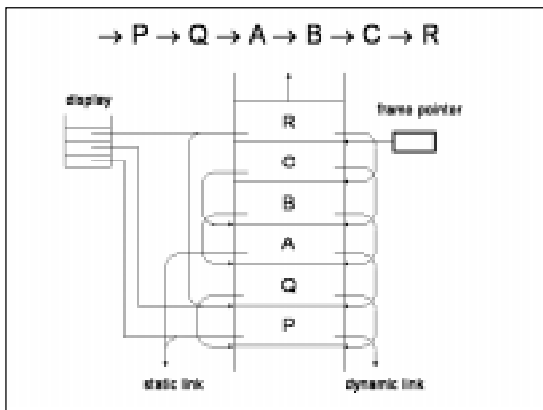 → P → Q → A → B → C → R
display
frame pointer
R
C
B
A
Q
P
static link
dynamic link